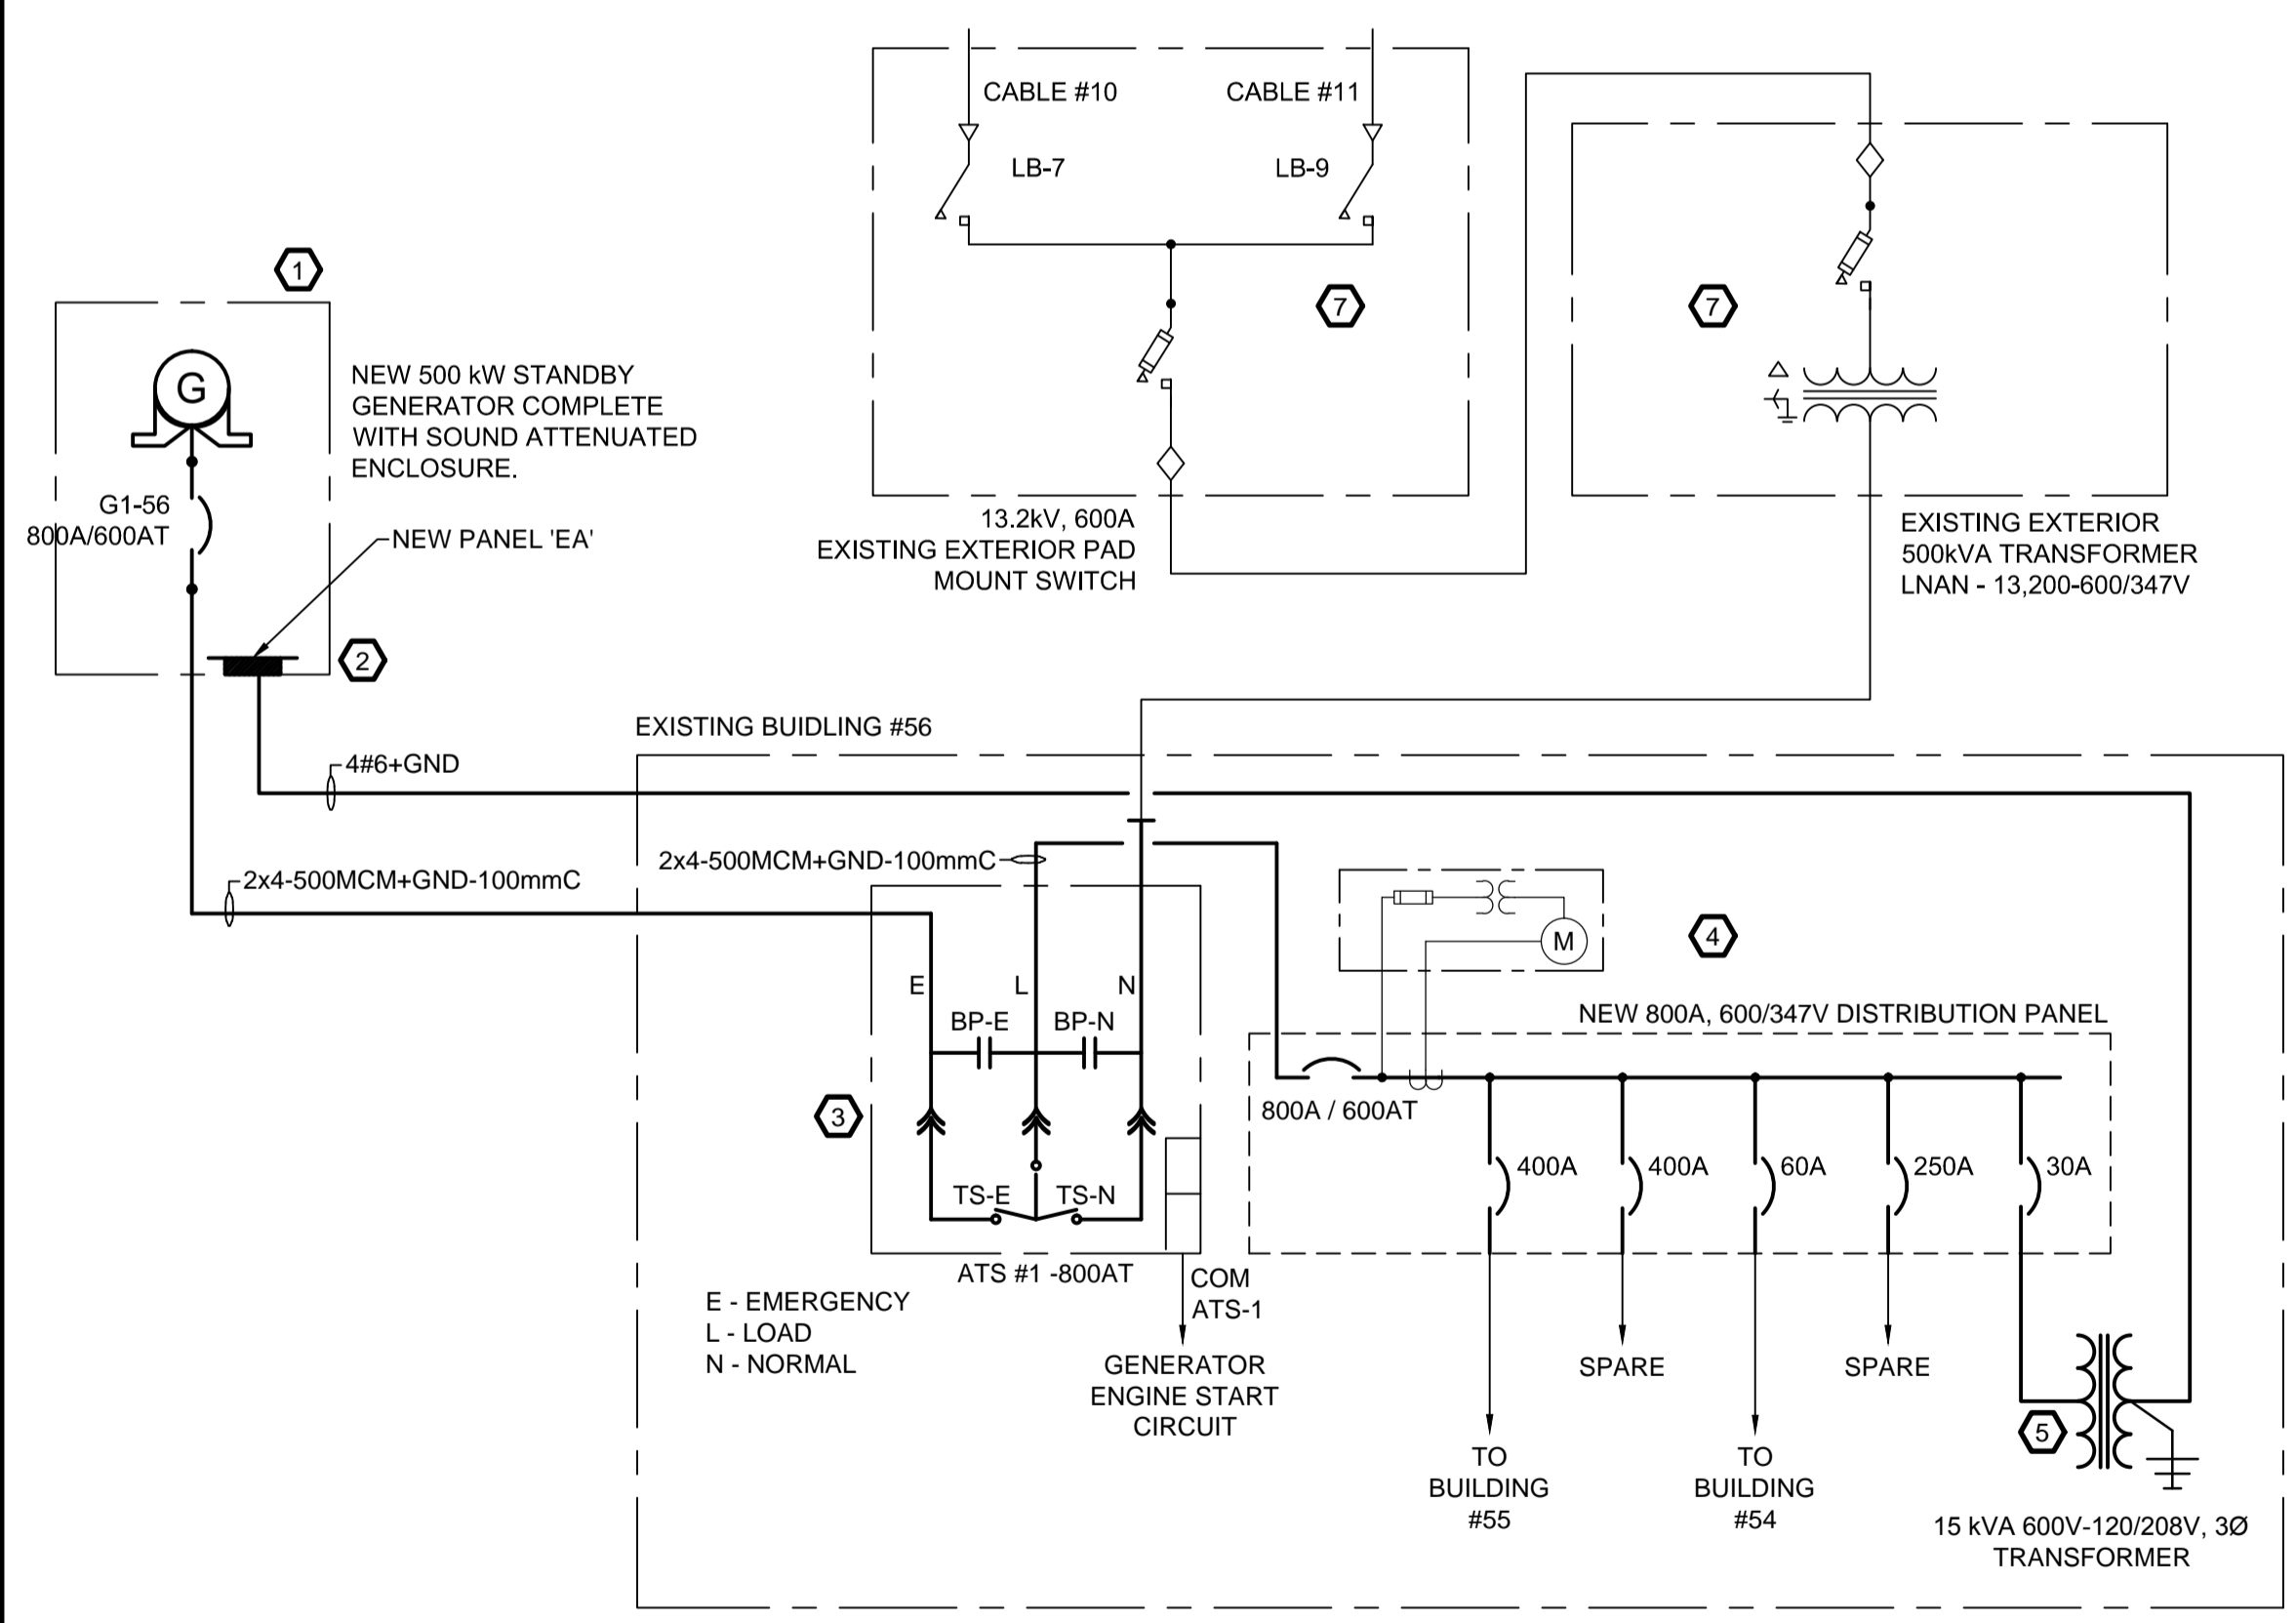 CABLE #10
CABLE #11
LB-7
LB-9
1
7
7
G
NEW 500 kW STANDBY
GENERATOR COMPLETE
WITH SOUND ATTENUATED
ENCLOSURE.
G1-56
800A/600AT
NEW PANEL 'EA'
13.2kV, 600A
EXISTING EXTERIOR PAD
MOUNT SWITCH
EXISTING EXTERIOR
500kVA TRANSFORMER
LNAN - 13,200-600/347V
2
EXISTING BUIDLING #56
4#6+GND
2x4-500MCM+GND-100mmC
2x4-500MCM+GND-100mmC
M
4
E
L
N
BP-E
BP-N
NEW 800A, 600/347V DISTRIBUTION PANEL
3
800A / 600AT
400A
400A
60A
250A
30A
TS-E
TS-N
ATS #1 -800AT
COM
ATS-1
E - EMERGENCY
L - LOAD
N - NORMAL
GENERATOR
ENGINE START
CIRCUIT
SPARE
SPARE
TO
BUILDING
#55
TO
BUILDING
#54
5
15 kVA 600V-120/208V, 3Ø
TRANSFORMER